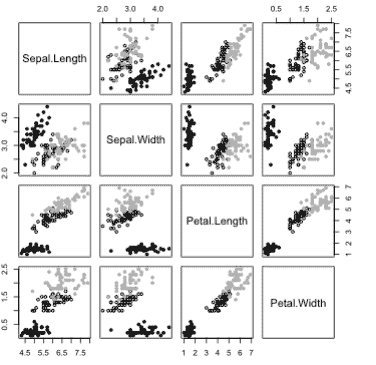 2.0 3.0 4.0
0.5 1.5 2.5
Sepal.Length
4.5 5.5 6.5 7.5
2.0 3.0 4.0
Sepal.Width
Petal.Length
1 2 3 4 5 6 7
0.5 1.5 2.5
Petal.Width
4.5 5.5 6.5 7.5
1 2 3 4 5 6 7